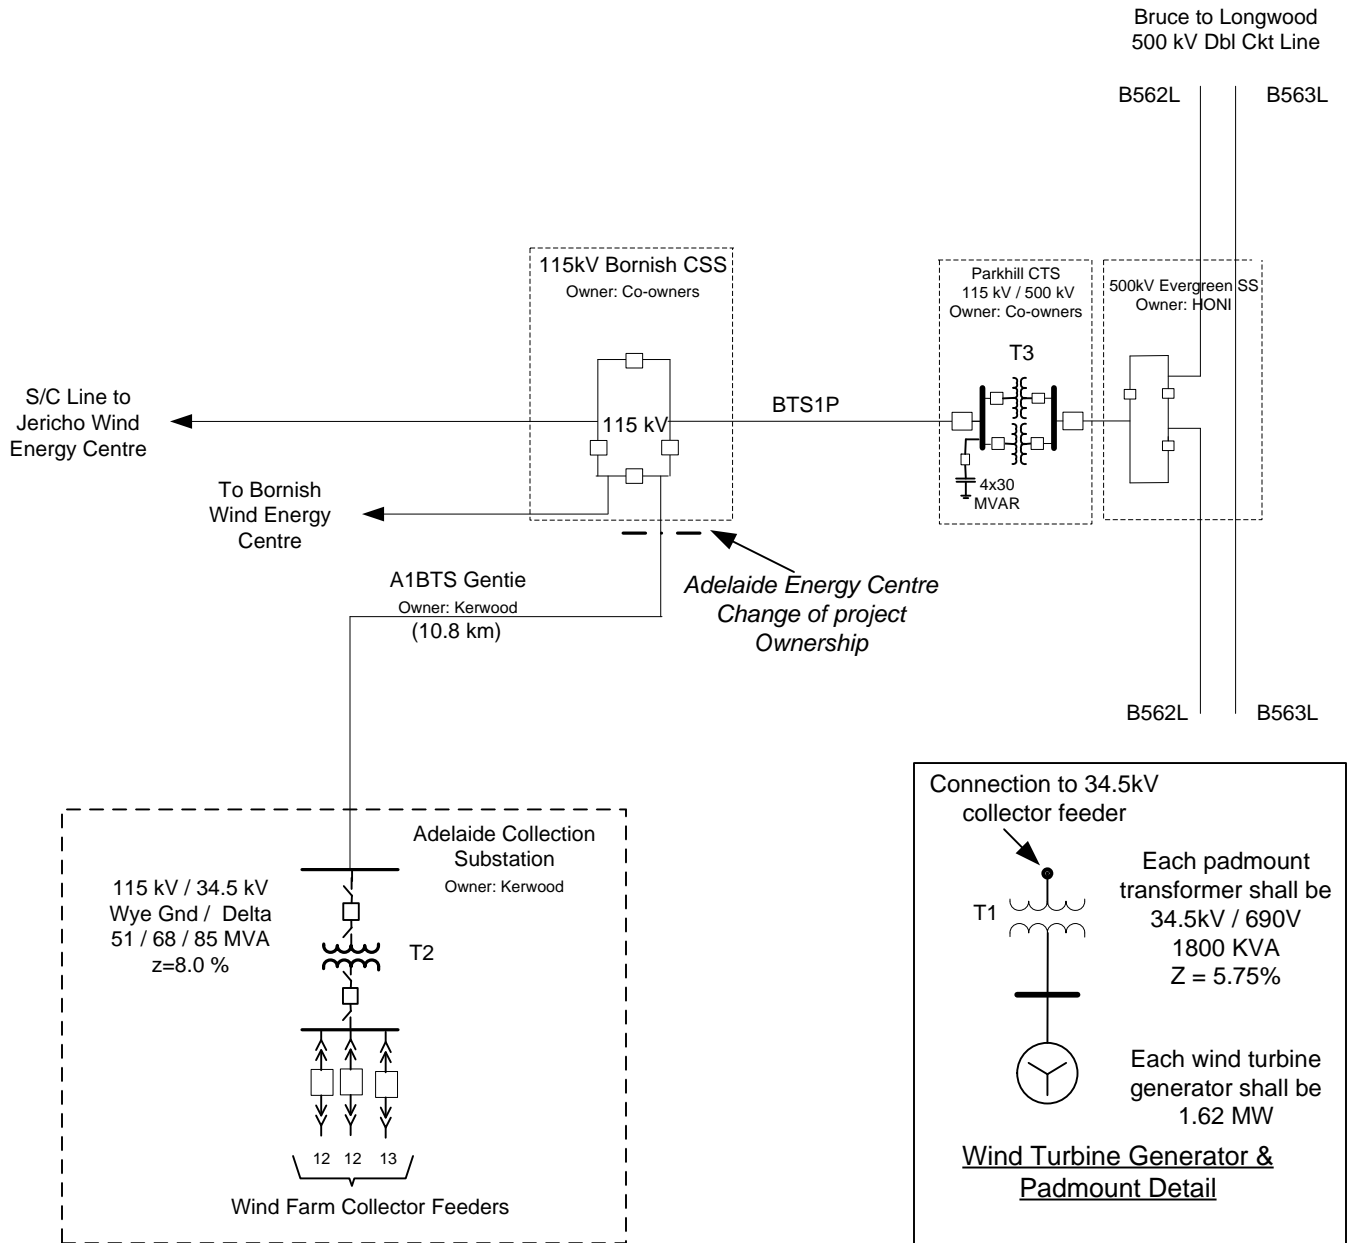 Bruce to Longwood
500 kV Dbl Ckt Line
B562L
B563L
115kV Bornish CSS
Owner: Co-owners
Parkhill CTS
115 kV / 500 kV
Owner: Co-owners
500kV Evergreen SS
Owner: HONI
T3
S/C Line to
Jericho Wind
Energy Centre
115 kV
BTS1P
4x30
MVAR
To Bornish
Wind Energy
Centre
A1BTS Gentie
Owner: Kerwood
(10.8 km)
Adelaide Energy Centre
Change of project
Ownership
B562L
B563L
Adelaide Collection
Substation
Owner: Kerwood
115 kV / 34.5 kV
Wye Gnd / Delta
51 / 68 / 85 MVA
z=8.0 %
T2
12 12 13
Wind Farm Collector Feeders
Connection to 34.5kV
collector feeder
T1
Each padmount
transformer shall be
34.5kV / 690V
1800 KVA
Z = 5.75%
Each wind turbine
generator shall be
1.62 MW
Wind Turbine Generator &
Padmount Detail